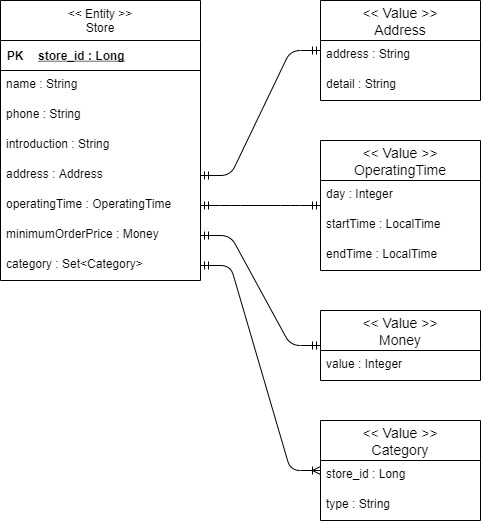 << Entity >>
Store
PK store_id : Long
name : String
phone : String
introduction : String
address : Address
operatingTime : OperatingTime
minimumOrderPrice : Money
category : Set<Category>
<< Value >>
Address
address : String
detail : String
<< Value >>
OperatingTime
day : Integer
startTime : LocalTime
endTime : LocalTime
<< Value >>
Money
value : Integer
<< Value >>
Category
store_id : Long
type : String